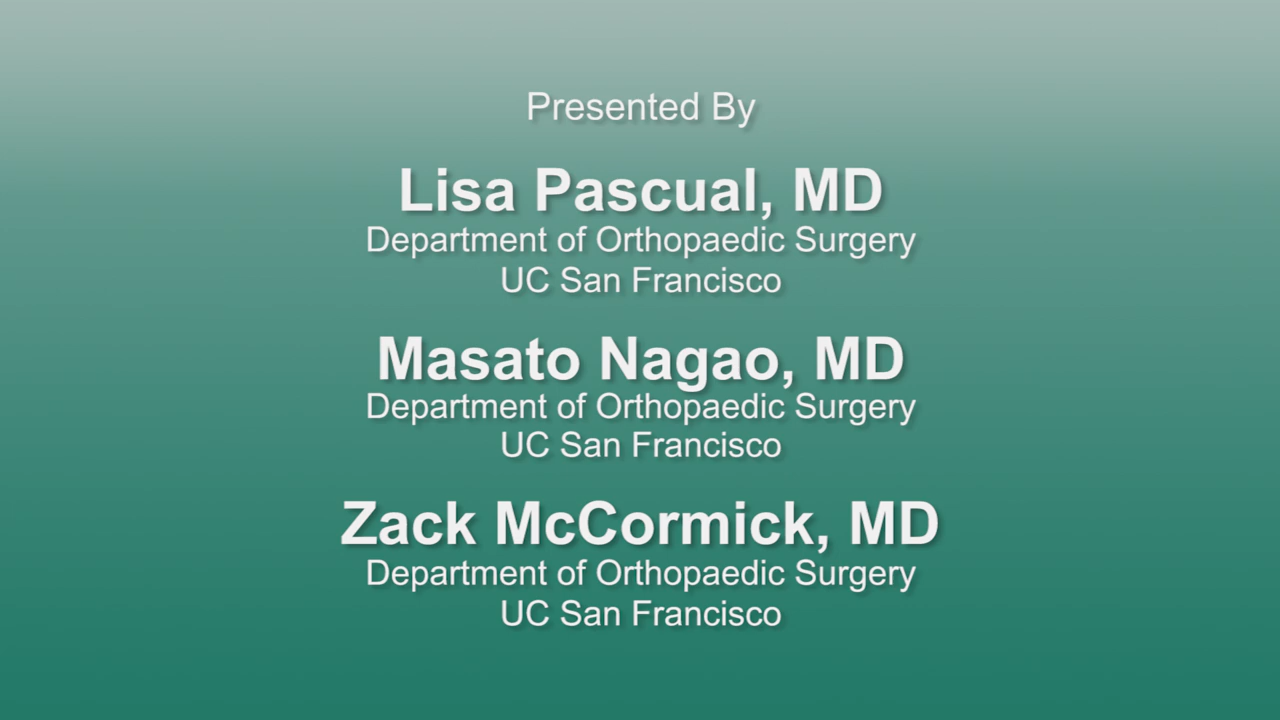 Presented By
Lisa Pascual, MD
Department of Orthopaedic Surgery
UC San Francisco
Masato Nagao, MD
Department of Orthopaedic Surgery
UC San Francisco
Zack McCormick, MD
Department of Orthopaedic Surgery
UC San Francisco